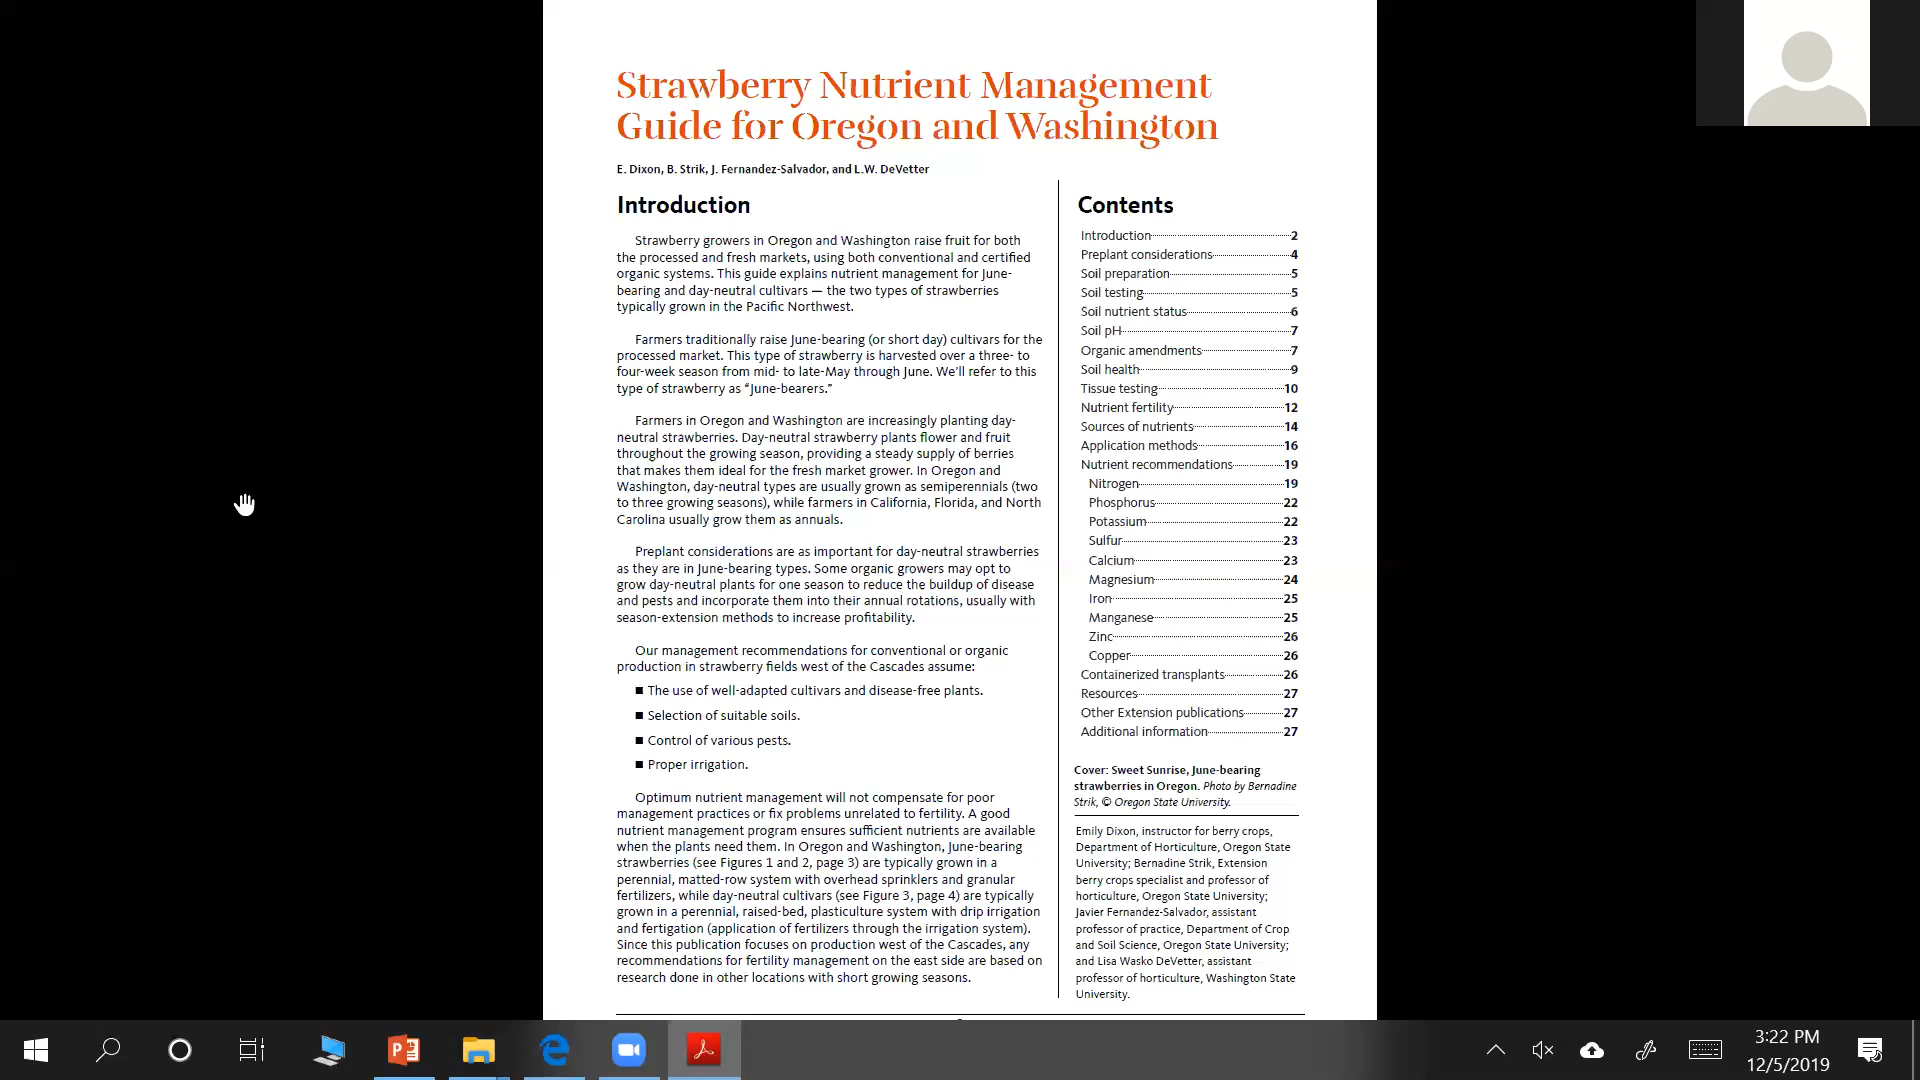 Strawberry Nutrient Management
Guide for Oregon and Washington
E. Dixon, B. Strik, J. Fernandez-Salvador, and L.W. DeVetter
Introduction
Strawberry growers in Oregon and Washington raise fruit for both
the processed and fresh markets, using both conventional and certified
organic systems. This guide explains nutrient management for June-
bearing and day-neutral cultivars — the two types of strawberries
typically grown in the Pacific Northwest.
Farmers traditionally raise June-bearing (or short day) cultivars for the
processed market. This type of strawberry is harvested over a three- to
four-week season from mid- to late-May through June. We’ll refer to this
type of strawberry as “June-bearers.”
Farmers in Oregon and Washington are increasingly planting day-
neutral strawberries. Day-neutral strawberry plants flower and fruit
throughout the growing season, providing a steady supply of berries
that makes them ideal for the fresh market grower. In Oregon and
Washington, day-neutral types are usually grown as semiperennials (two
to three growing seasons), while farmers in California, Florida, and North
Carolina usually grow them as annuals.
Preplant considerations are as important for day-neutral strawberries
as they are in June-bearing types. Some organic growers may opt to
grow day-neutral plants for one season to reduce the buildup of disease
and pests and incorporate them into their annual rotations, usually with
season-extension methods to increase profitability.
Our management recommendations for conventional or organic
production in strawberry fields west of the Cascades assume:
■ The use of well-adapted cultivars and disease-free plants.
■ Selection of suitable soils.
■ Control of various pests.
■ Proper irrigation.
Optimum nutrient management will not compensate for poor
management practices or fix problems unrelated to fertility. A good
nutrient management program ensures sufficient nutrients are available
when the plants need them. In Oregon and Washington, June-bearing
strawberries (see Figures 1 and 2, page 3) are typically grown in a
perennial, matted-row system with overhead sprinklers and granular
fertilizers, while day-neutral cultivars (see Figure 3, page 4) are typically
grown in a perennial, raised-bed, plasticulture system with drip irrigation
and fertigation (application of fertilizers through the irrigation system).
Since this publication focuses on production west of the Cascades, any
recommendations for fertility management on the east side are based on
research done in other locations with short growing seasons.
Contents
Introduction 2
Preplant considerations 4
Soil preparation 5
Soil testing 5
Soil nutrient status 6
Soil pH 7
Organic amendments 7
Soil health 9
Tissue testing 10
Nutrient fertility 12
Sources of nutrients 14
Application methods 16
Nutrient recommendations 19
Nitrogen 19
Phosphorus 22
Potassium 22
Sulfur 23
Calcium 23
Magnesium 24
Iron 25
Manganese 25
Zinc 26
Copper 26
Containerized transplants 26
Resources 27
Other Extension publications 27
Additional information 27
Cover: Sweet Sunrise, June-bearing
strawberries in Oregon. Photo by Bernadine
Strik, © Oregon State University.
Emily Dixon, instructor for berry crops,
Department of Horticulture, Oregon State
University; Bernadine Strik, Extension
berry crops specialist and professor of
horticulture, Oregon State University;
Javier Fernandez-Salvador, assistant
professor of practice, Department of Crop
and Soil Science, Oregon State University;
and Lisa Wasko DeVetter, assistant
professor of horticulture, Washington State
University.
3:22 PM
12/5/2019